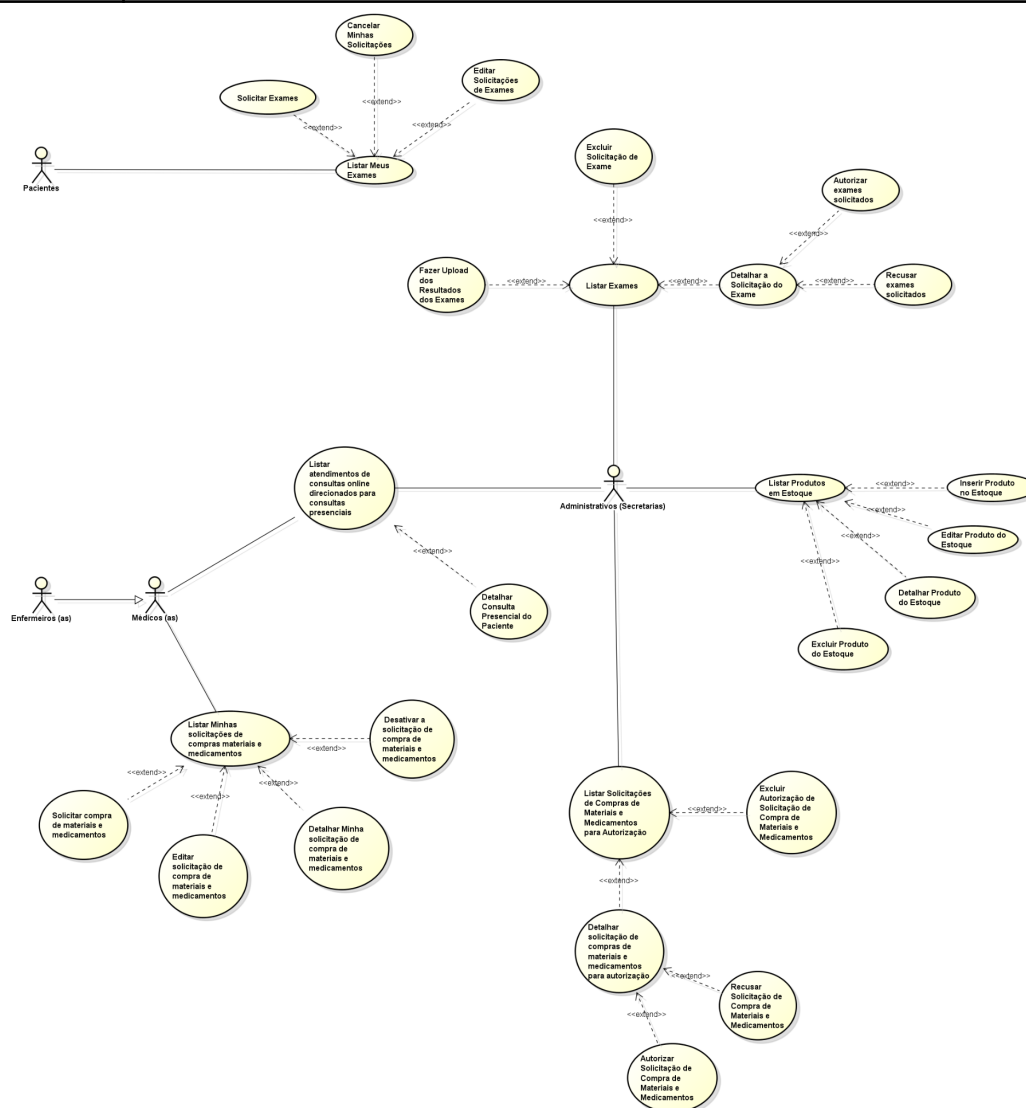 Cancelar
Minhas
Solicitações
Editar
Solicitações
de Exames
Solicitar Exames
<<extend>>
<<extend>>
<<extend>>
Listar Meus
Exames
Pacientes
Excluir
Solicitação de
Exame
Autorizar
exames
solicitados
<<extend>>
<<extend>>
Fazer Upload
dos
Resultados
dos Exames
<<extend>>
Listar Exames
<<extend>>
Detalhar a
Solicitação do
Exame
<<extend>>
Recusar
exames
solicitados
Listar
atendimentos de
consultas online
direcionados para
consultas
presenciais
Administrativos (Secretarias)
Listar Produtos
em Estoque
<<extend>>
Inserir Produto
no Estoque
<<extend>>
Editar Produto do
Estoque
<<extend>>
<<extend>>
<<extend>>
Detalhar Produto
do Estoque
Detalhar
Consulta
Presencial do
Paciente
Enfermeiros (as)
Médicos (as)
Excluir Produto
do Estoque
Listar Minhas
solicitações de
compras materiais e
medicamentos
<<extend>>
Desativar a
solicitação de
compra de
materiais e
medicamentos
<<extend>>
<<extend>>
<<extend>>
Solicitar compra
de materiais e
medicamentos
Editar
solicitação de
compra de
materiais e
medicamentos
Detalhar Minha
solicitação de
compra de
materiais e
medicamentos
Listar Solicitações
de Compras de
Materiais e
Medicamentos
para Autorização
<<extend>>
Excluir
Autorização de
Solicitação de
Compra de
Materiais e
Medicamentos
<<extend>>
Detalhar
solicitação de
compras de
materiais e
medicamentos
para autorização
<<extend>>
Recusar
Solicitação de
Compra de
Materiais e
Medicamentos
<<extend>>
Autorizar
Solicitação de
Compra de
Materiais e
Medicamentos